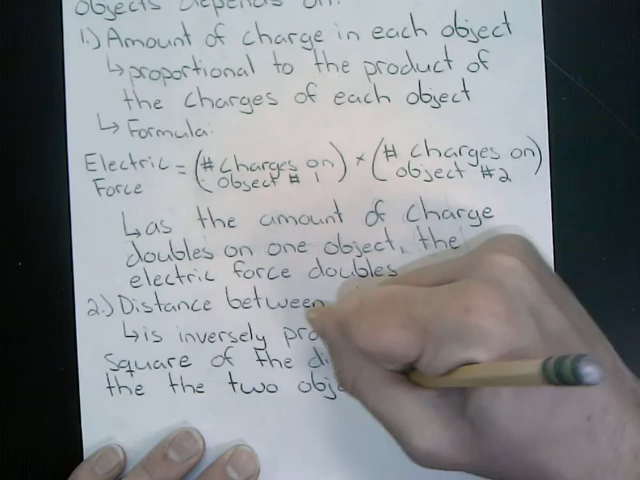 objects depends on:
1.) Amount of charge in each object
↳ proportional to the product of
the charges of each object
↳ Formula:
Electric Force = (# charges on object # 1) × (# charges on object # 2)
↳ as the amount of charge
doubles on one object, the
electric force doubles
2.) Distance between
↳ is inversely
square of the
the the two